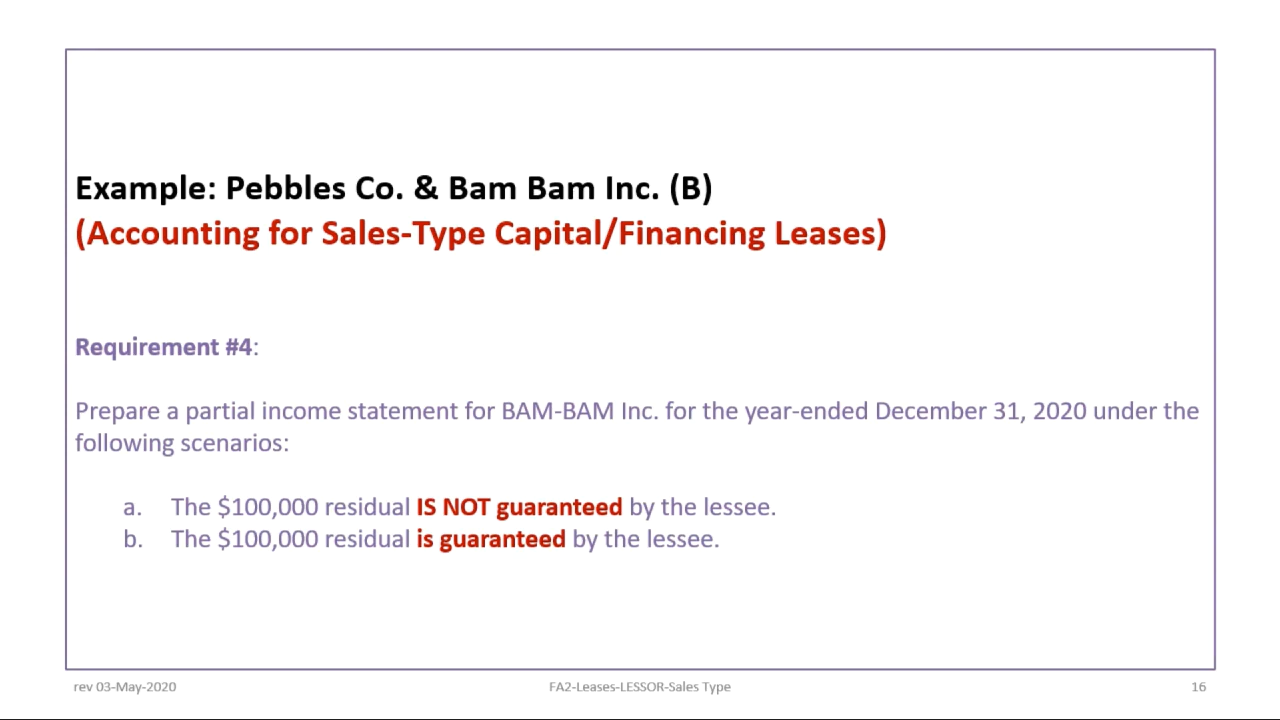 Example: Pebbles Co. & Bam Bam Inc. (B)
(Accounting for Sales-Type Capital/Financing Leases)
Requirement #4:
Prepare a partial income statement for BAM-BAM Inc. for the year-ended December 31, 2020 under the
following scenarios:
a. The $100,000 residual IS NOT guaranteed by the lessee.
b. The $100,000 residual is guaranteed by the lessee.
rev 03-May-2020 FA2-Leases-LESSOR-Sales Type 16